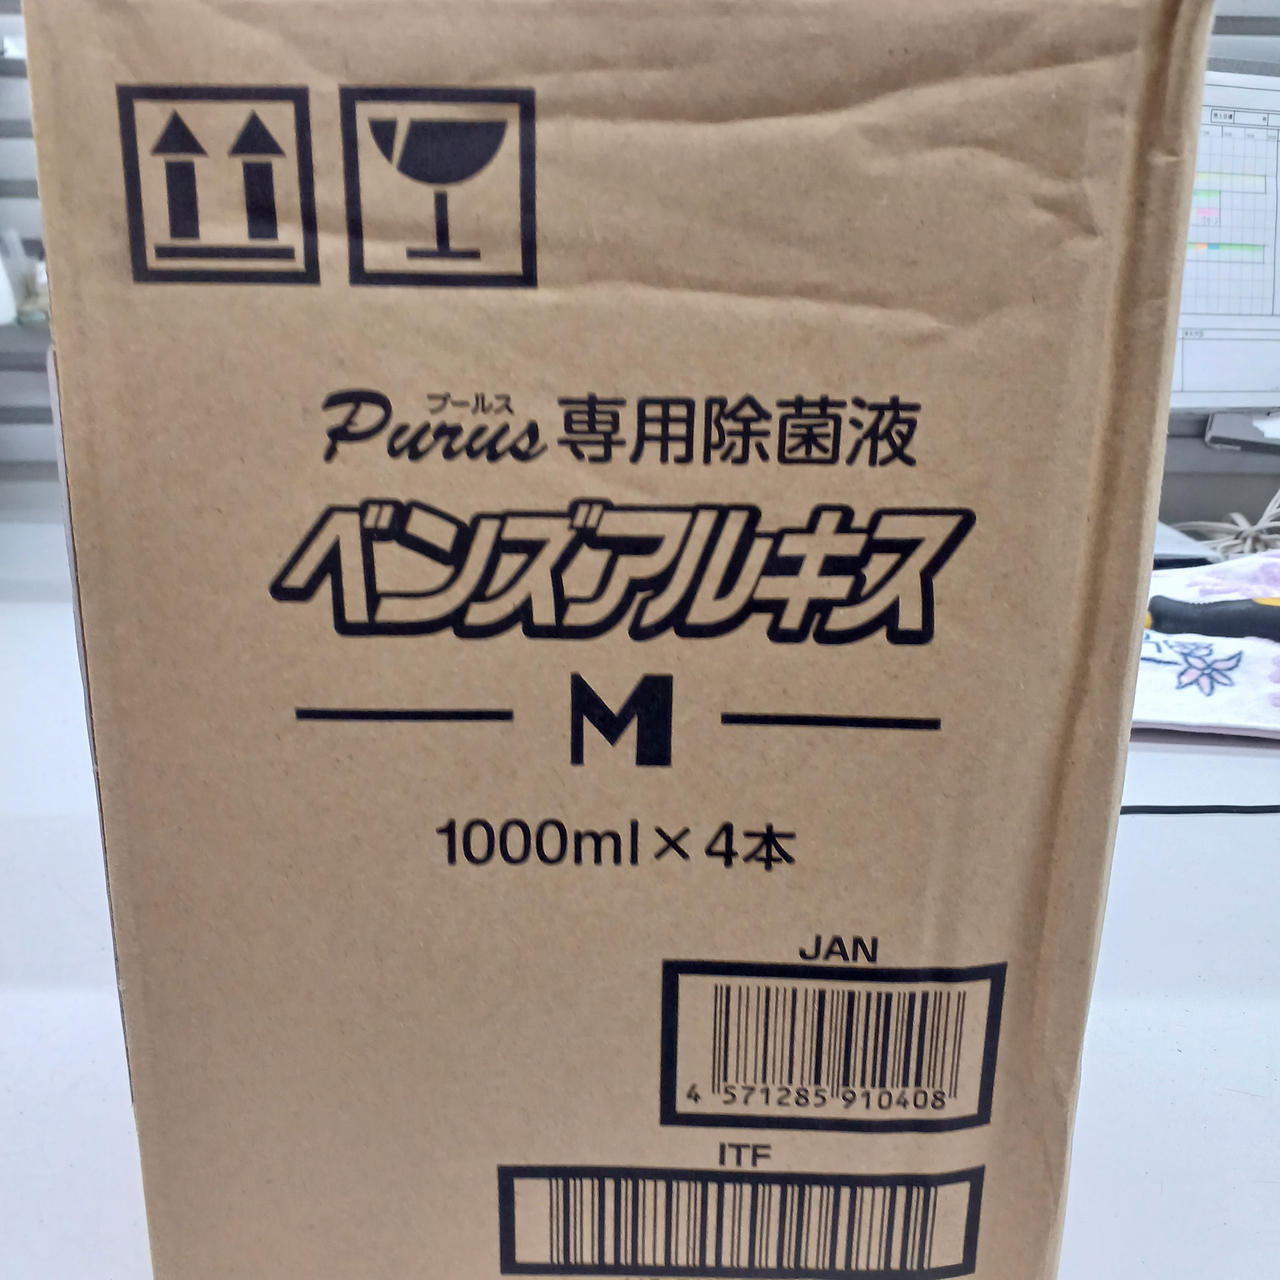 プールス
Purus 専用除菌液
ベンズアルキス
M
1000ml×4本
JAN
4 571285 910408
ITF